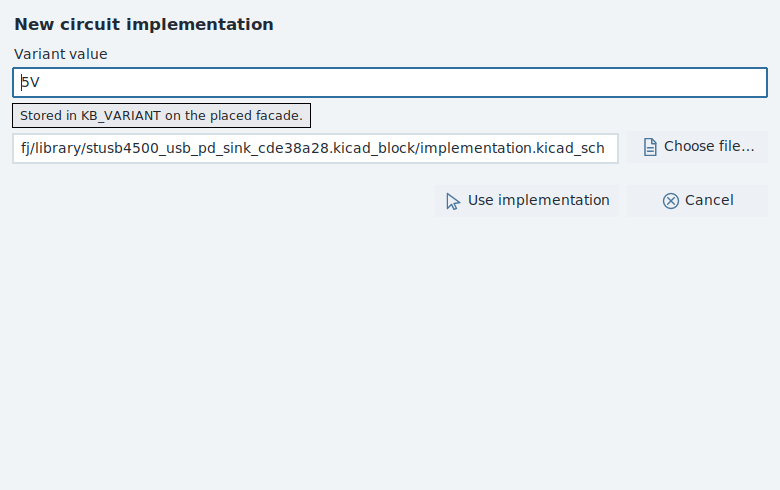 New circuit implementation
Variant value
5V
Stored in KB_VARIANT on the placed facade.
fj/library/stusb4500_usb_pd_sink_cde38a28.kicad_block/implementation.kicad_sch
Choose file...
Use implementation
Cancel